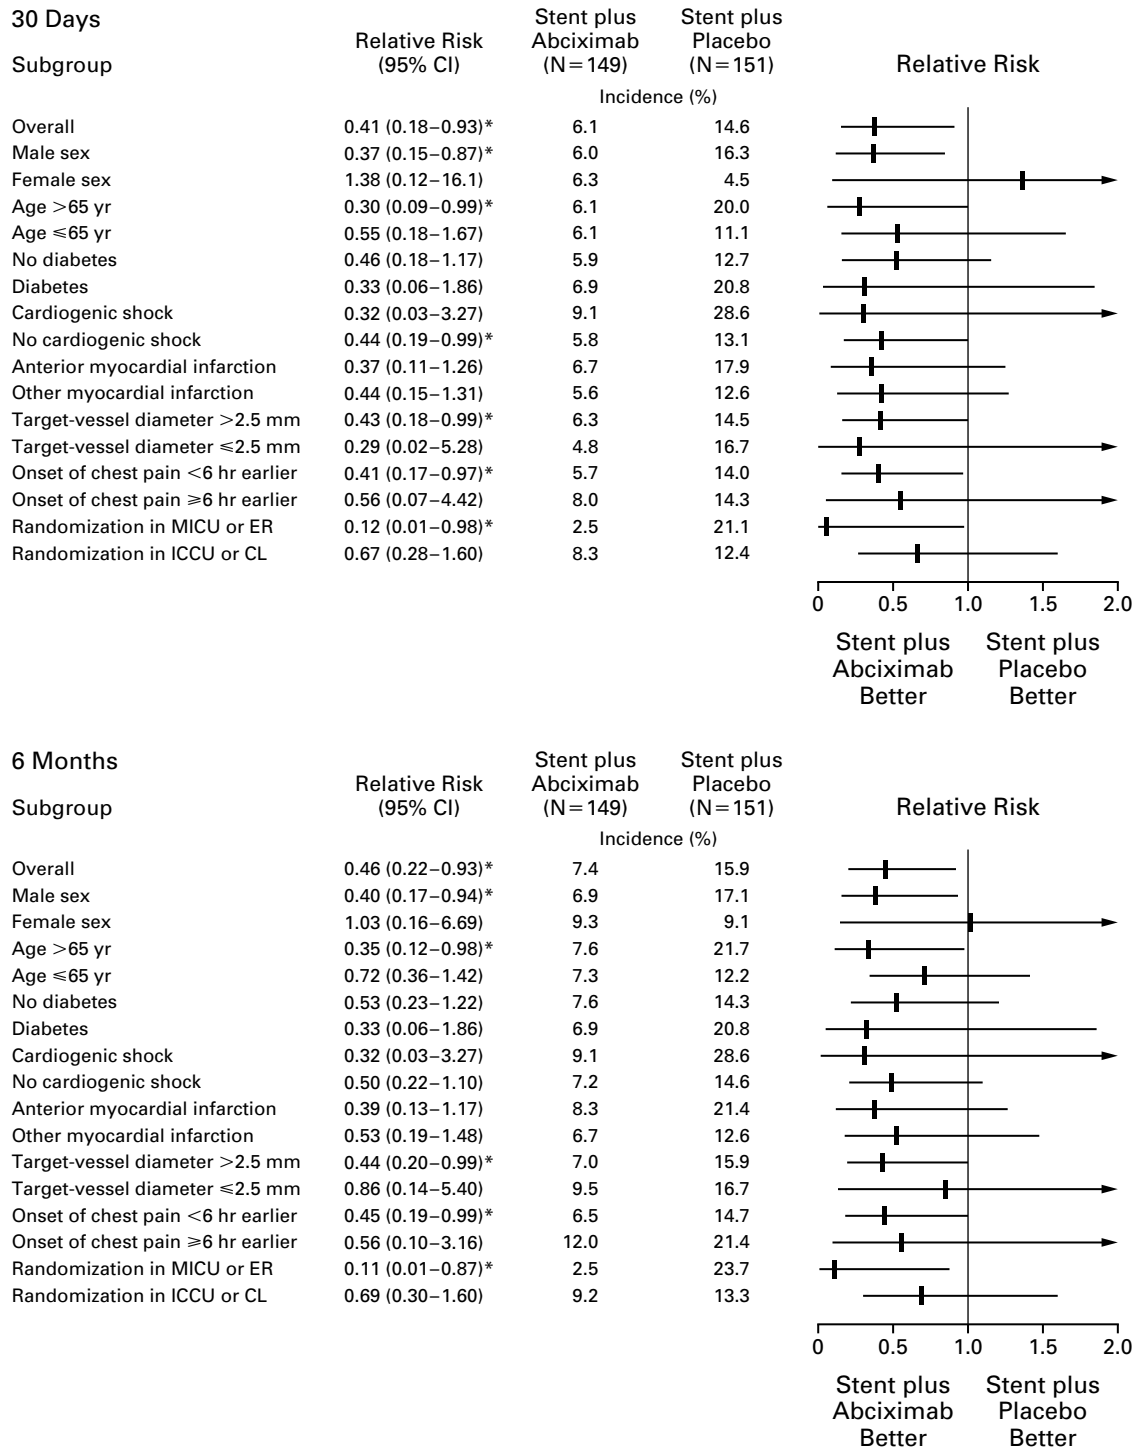 30 Days
Subgroup Relative Risk (95% CI) Stent plus Abciximab (N=149) Stent plus Placebo (N=151) Relative Risk
Incidence (%)
Overall 0.41 (0.18–0.93)* 6.1 14.6
Male sex 0.37 (0.15–0.87)* 6.0 16.3
Female sex 1.38 (0.12–16.1) 6.3 4.5
Age >65 yr 0.30 (0.09–0.99)* 6.1 20.0
Age ≤65 yr 0.55 (0.18–1.67) 6.1 11.1
No diabetes 0.46 (0.18–1.17) 5.9 12.7
Diabetes 0.33 (0.06–1.86) 6.9 20.8
Cardiogenic shock 0.32 (0.03–3.27) 9.1 28.6
No cardiogenic shock 0.44 (0.19–0.99)* 5.8 13.1
Anterior myocardial infarction 0.37 (0.11–1.26) 6.7 17.9
Other myocardial infarction 0.44 (0.15–1.31) 5.6 12.6
Target-vessel diameter >2.5 mm 0.43 (0.18–0.99)* 6.3 14.5
Target-vessel diameter ≤2.5 mm 0.29 (0.02–5.28) 4.8 16.7
Onset of chest pain <6 hr earlier 0.41 (0.17–0.97)* 5.7 14.0
Onset of chest pain ≥6 hr earlier 0.56 (0.07–4.42) 8.0 14.3
Randomization in MICU or ER 0.12 (0.01–0.98)* 2.5 21.1
Randomization in ICCU or CL 0.67 (0.28–1.60) 8.3 12.4
0 0.5 1.0 1.5 2.0
Stent plus Abciximab Better Stent plus Placebo Better
6 Months
Subgroup Relative Risk (95% CI) Stent plus Abciximab (N=149) Stent plus Placebo (N=151) Relative Risk
Incidence (%)
Overall 0.46 (0.22–0.93)* 7.4 15.9
Male sex 0.40 (0.17–0.94)* 6.9 17.1
Female sex 1.03 (0.16–6.69) 9.3 9.1
Age >65 yr 0.35 (0.12–0.98)* 7.6 21.7
Age ≤65 yr 0.72 (0.36–1.42) 7.3 12.2
No diabetes 0.53 (0.23–1.22) 7.6 14.3
Diabetes 0.33 (0.06–1.86) 6.9 20.8
Cardiogenic shock 0.32 (0.03–3.27) 9.1 28.6
No cardiogenic shock 0.50 (0.22–1.10) 7.2 14.6
Anterior myocardial infarction 0.39 (0.13–1.17) 8.3 21.4
Other myocardial infarction 0.53 (0.19–1.48) 6.7 12.6
Target-vessel diameter >2.5 mm 0.44 (0.20–0.99)* 7.0 15.9
Target-vessel diameter ≤2.5 mm 0.86 (0.14–5.40) 9.5 16.7
Onset of chest pain <6 hr earlier 0.45 (0.19–0.99)* 6.5 14.7
Onset of chest pain ≥6 hr earlier 0.56 (0.10–3.16) 12.0 21.4
Randomization in MICU or ER 0.11 (0.01–0.87)* 2.5 23.7
Randomization in ICCU or CL 0.69 (0.30–1.60) 9.2 13.3
0 0.5 1.0 1.5 2.0
Stent plus Abciximab Better Stent plus Placebo Better